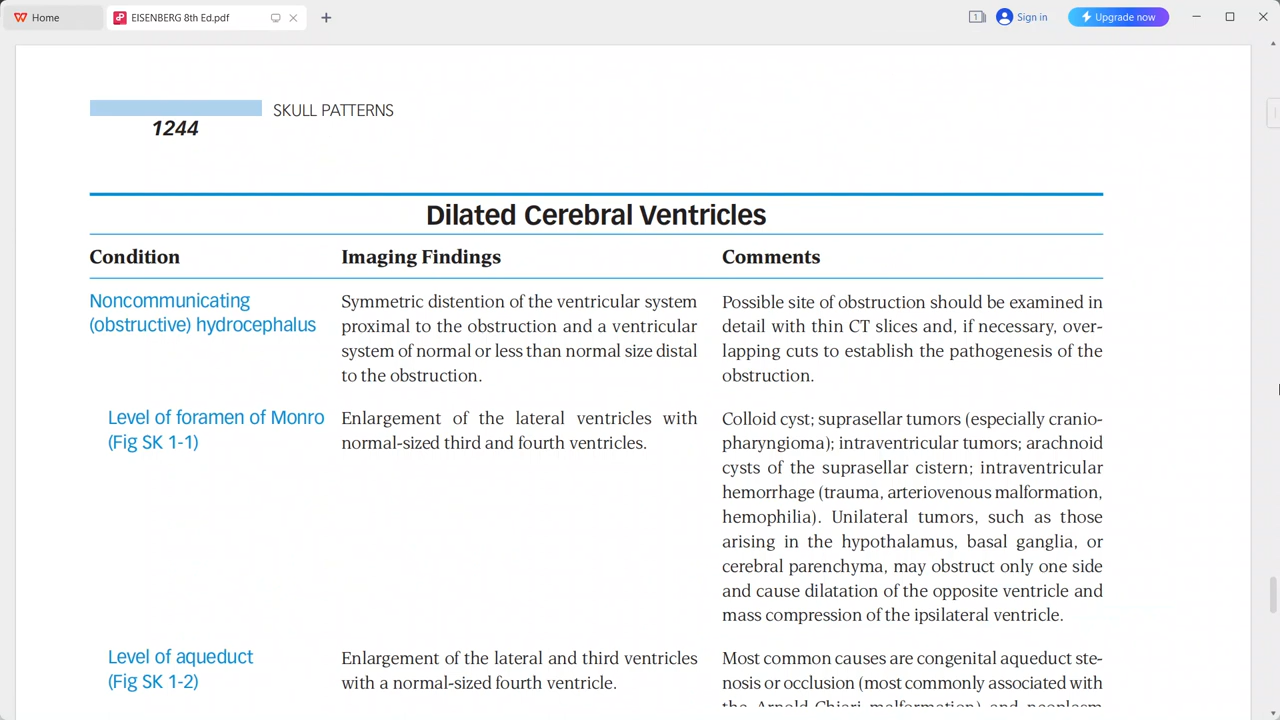 Home
EISENBERG 8th Ed.pdf
1
Sign in
Upgrade now
SKULL PATTERNS
1244
Dilated Cerebral Ventricles
Condition Imaging Findings Comments
Noncommunicating
(obstructive) hydrocephalus
Symmetric distention of the ventricular system
proximal to the obstruction and a ventricular
system of normal or less than normal size distal
to the obstruction.
Possible site of obstruction should be examined in
detail with thin CT slices and, if necessary, over-
lapping cuts to establish the pathogenesis of the
obstruction.
Level of foramen of Monro
(Fig SK 1-1)
Enlargement of the lateral ventricles with
normal-sized third and fourth ventricles.
Colloid cyst; suprasellar tumors (especially cranio-
pharyngioma); intraventricular tumors; arachnoid
cysts of the suprasellar cistern; intraventricular
hemorrhage (trauma, arteriovenous malformation,
hemophilia). Unilateral tumors, such as those
arising in the hypothalamus, basal ganglia, or
cerebral parenchyma, may obstruct only one side
and cause dilatation of the opposite ventricle and
mass compression of the ipsilateral ventricle.
Level of aqueduct
(Fig SK 1-2)
Enlargement of the lateral and third ventricles
with a normal-sized fourth ventricle.
Most common causes are congenital aqueduct ste-
nosis or occlusion (most commonly associated with
the Arnold-Chiari malformation) and neoplasm